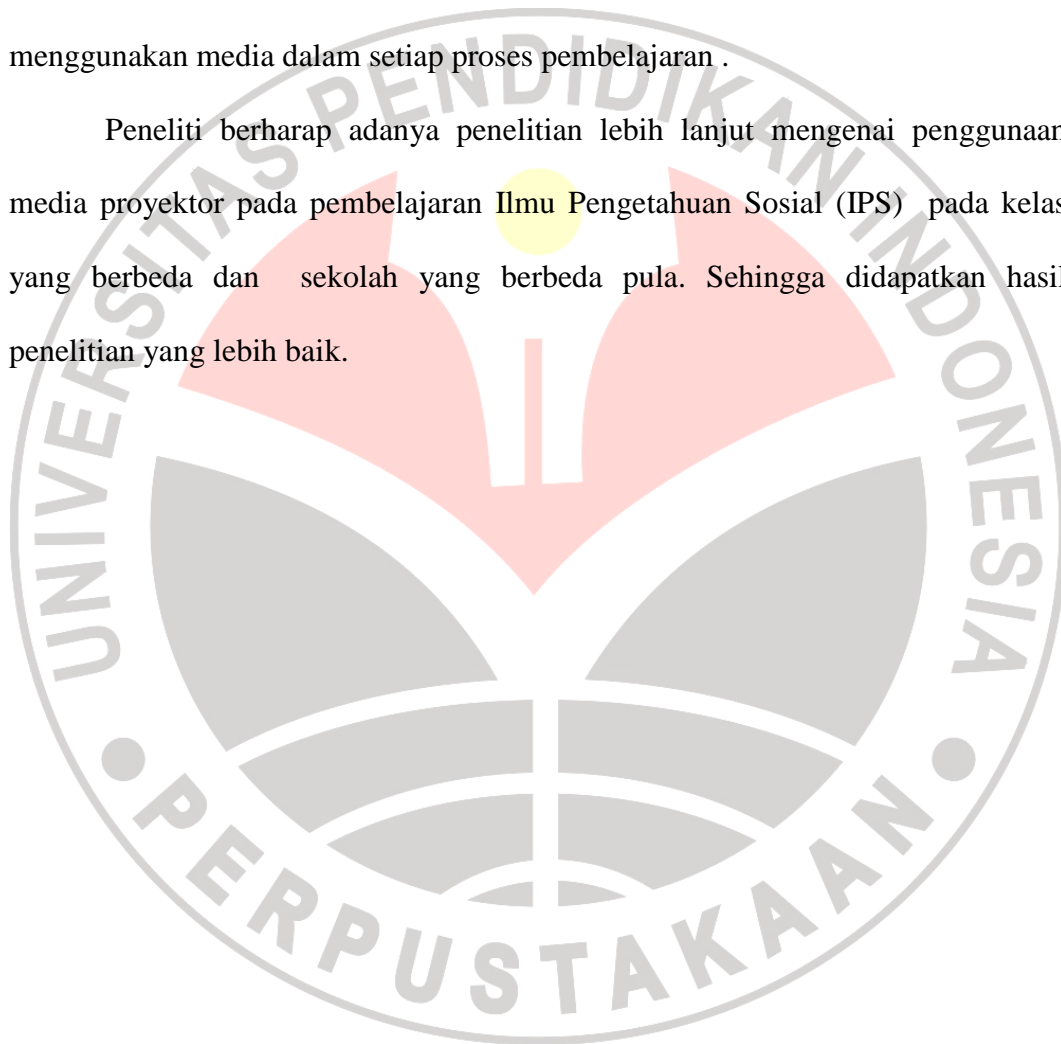 menggunakan media dalam setiap proses pembelajaran .
Peneliti berharap adanya penelitian lebih lanjut mengenai penggunaan
media proyektor pada pembelajaran Ilmu Pengetahuan Sosial (IPS) pada kelas
yang berbeda dan sekolah yang berbeda pula. Sehingga didapatkan hasil
penelitian yang lebih baik.
UNIVERSITAS PENDIDIKAN INDONESIA
PERPUSTAKAAN